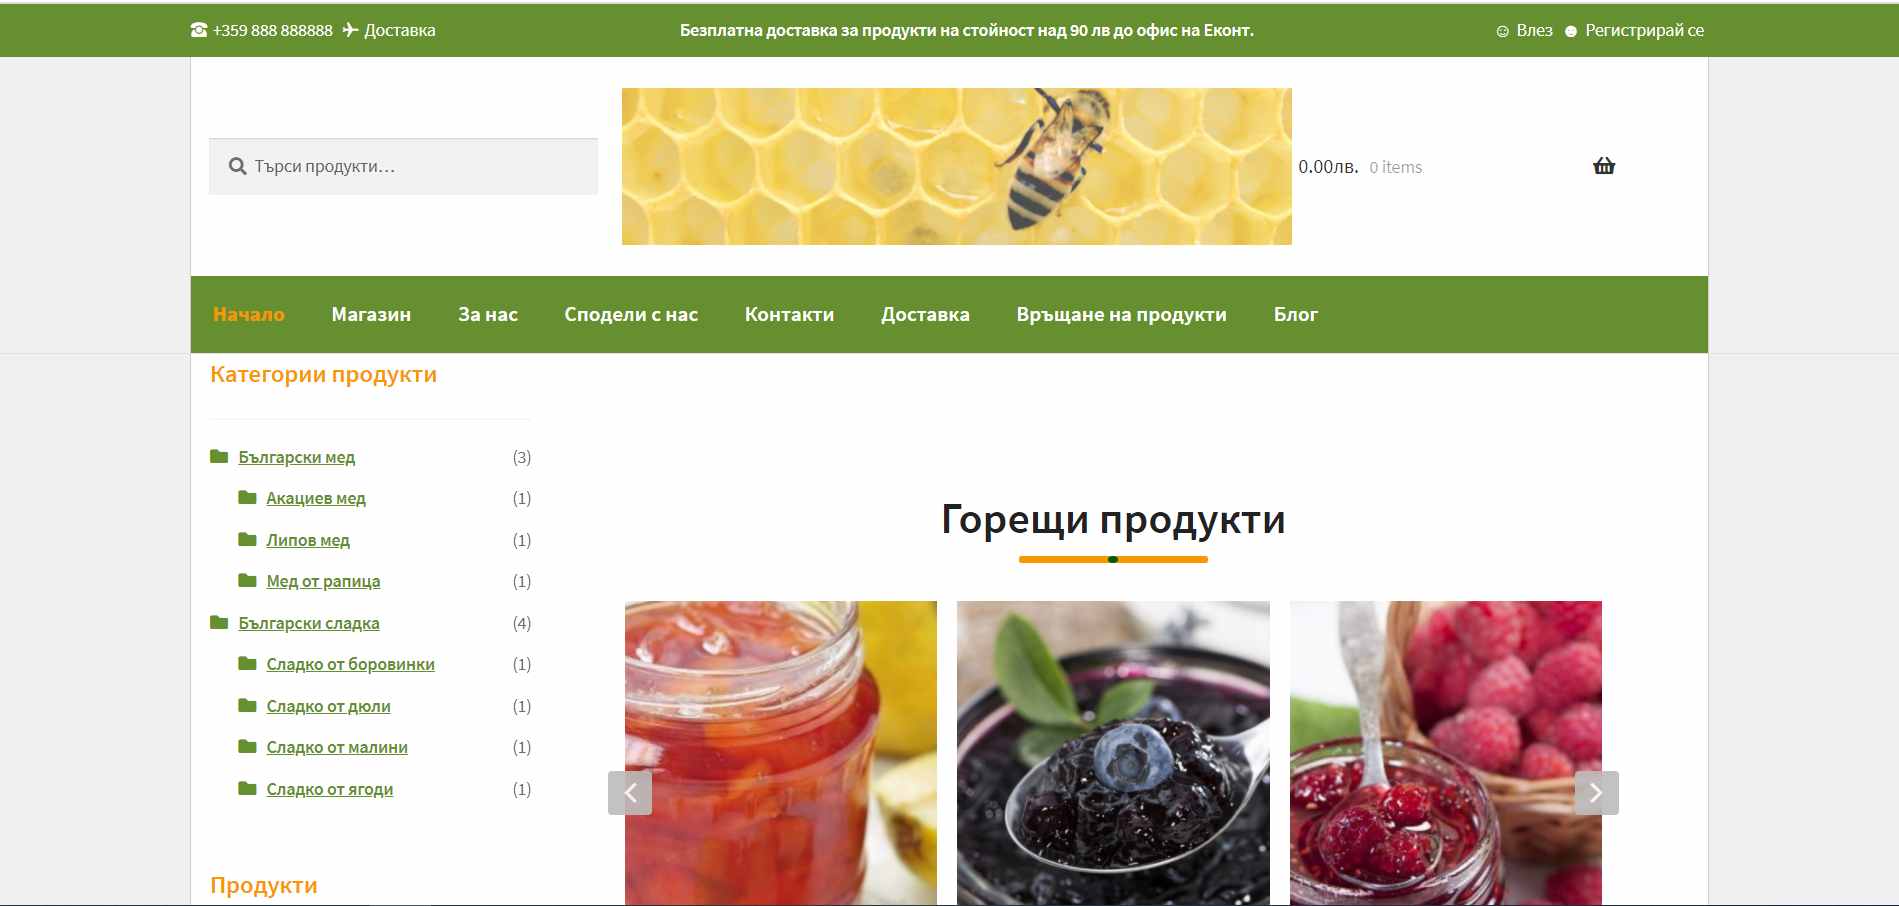 +359 888 888888 Доставка
Безплатна доставка за продукти на стойност над 90 лв до офис на Еконт.
Влез Регистрирай се
Търси продукти...
0.00лв. 0 items
Начало Магазин За нас Сподели с нас Контакти Доставка Връщане на продукти Блог
Категории продукти
Български мед (3)
Акациев мед (1)
Липов мед (1)
Мед от рапица (1)
Български сладка (4)
Сладко от боровинки (1)
Сладко от дюли (1)
Сладко от малини (1)
Сладко от ягоди (1)
Продукти
Горещи продукти